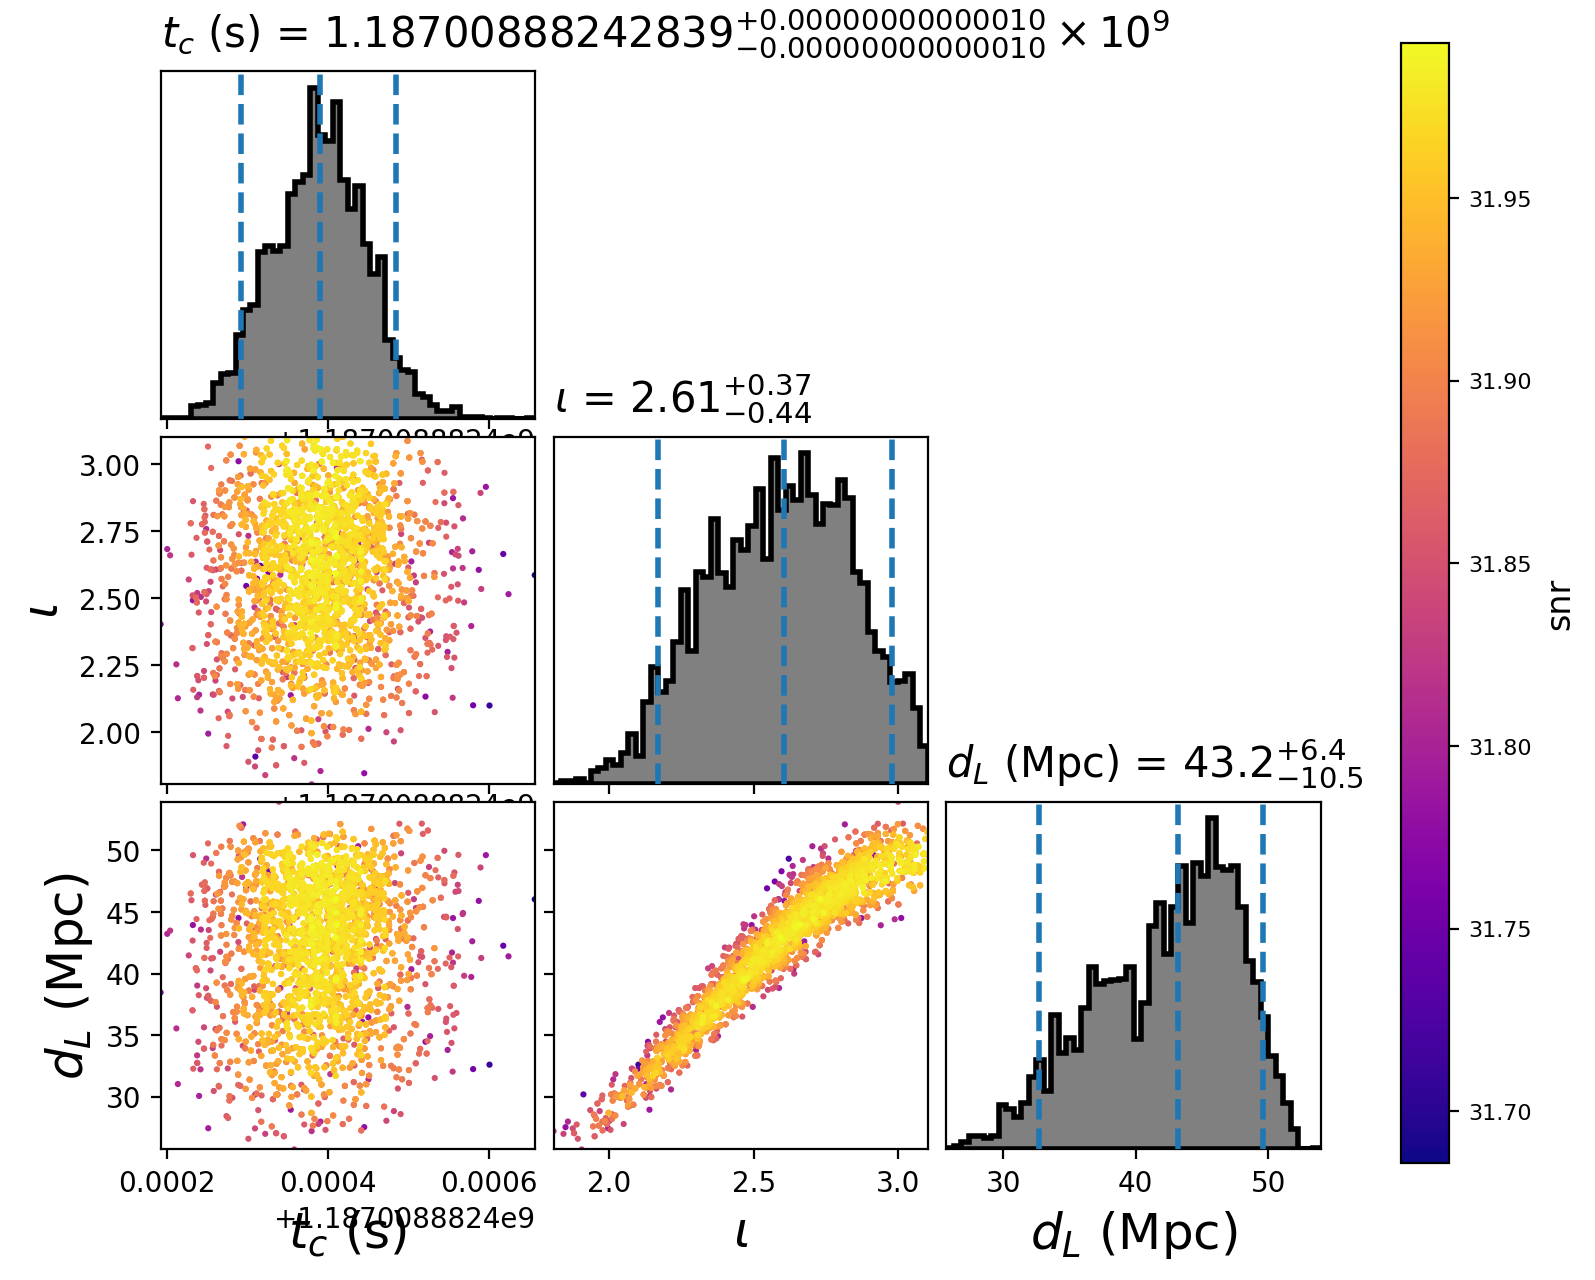 t_c (s) = 1.18700888242839^{+0.00000000000010}_{-0.00000000000010} × 10^9
ι = 2.61^{+0.37}_{-0.44}
d_L (Mpc) = 43.2^{+6.4}_{-10.5}
3.00
2.75
2.50
2.25
2.00
ι
50
45
40
35
30
d_L (Mpc)
0.0002 0.0004 0.0006
+1.1870088824e9
t_c (s)
2.0 2.5 3.0
ι
30 40 50
d_L (Mpc)
31.95
31.90
31.85
31.80
31.75
31.70
snr